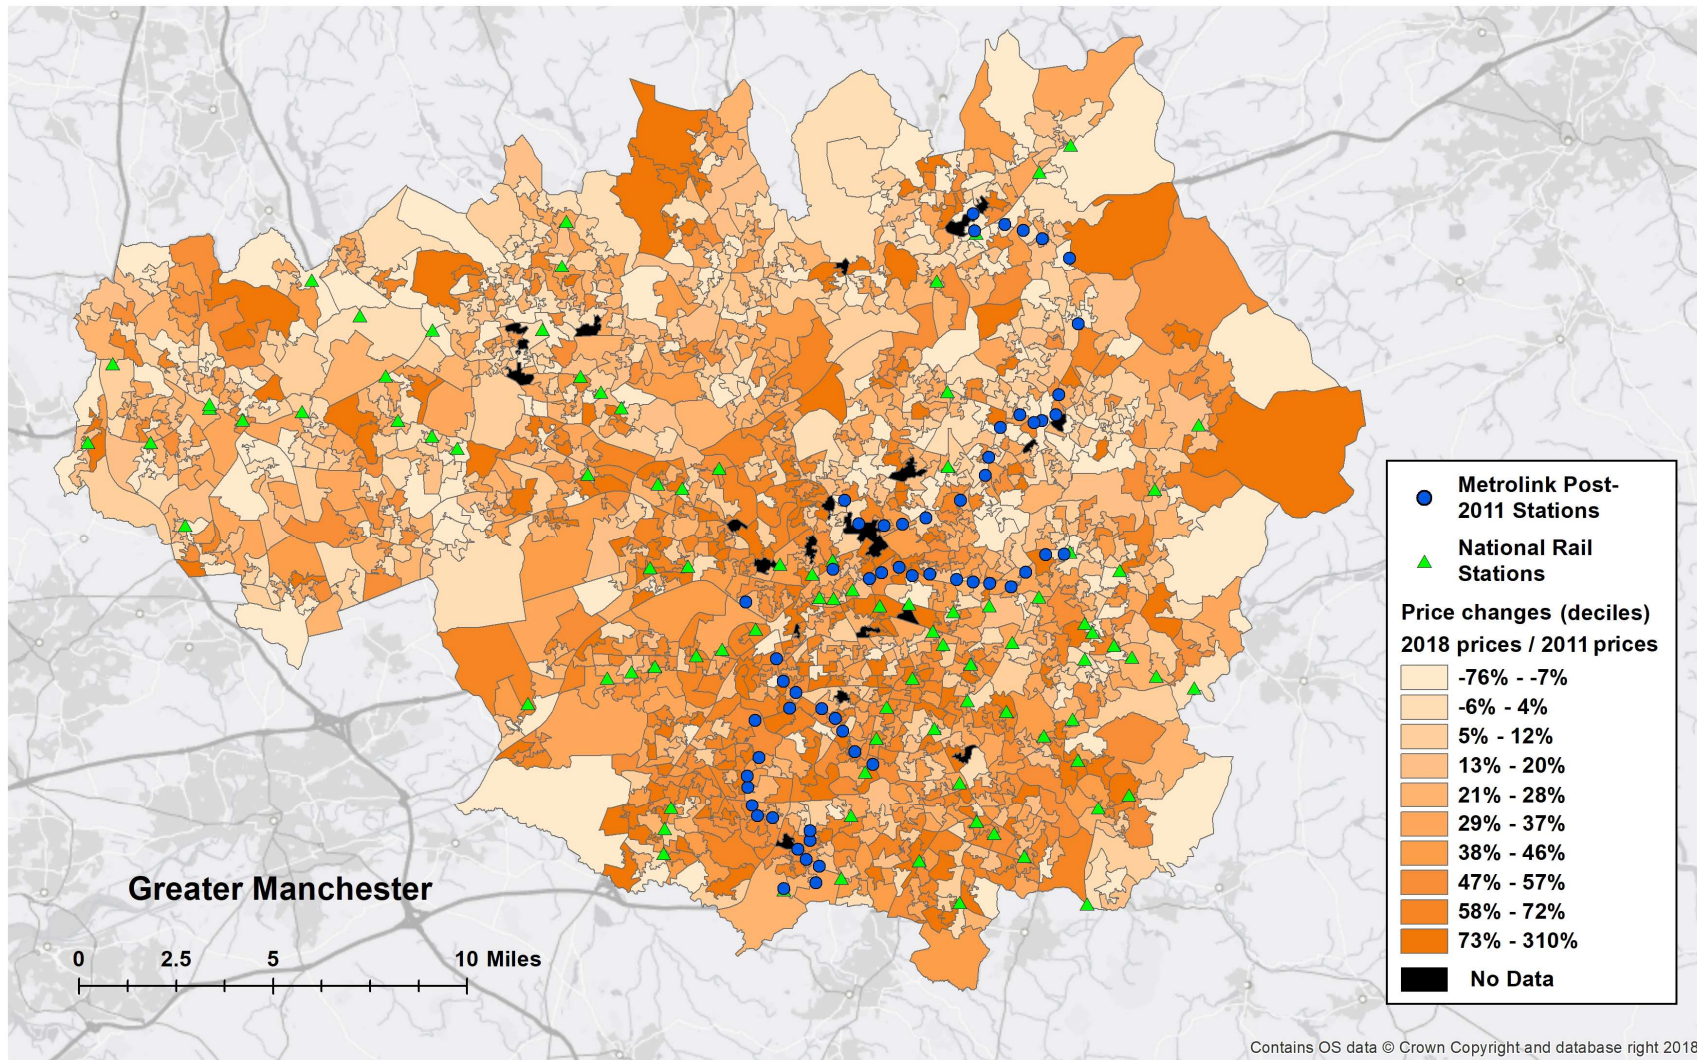 Metrolink Post-
2011 Stations
National Rail
Stations
Price changes (deciles)
2018 prices / 2011 prices
-76% - -7%
-6% - 4%
5% - 12%
13% - 20%
21% - 28%
29% - 37%
38% - 46%
47% - 57%
58% - 72%
73% - 310%
No Data
Greater Manchester
0 2.5 5 10 Miles
Contains OS data © Crown Copyright and database right 2018